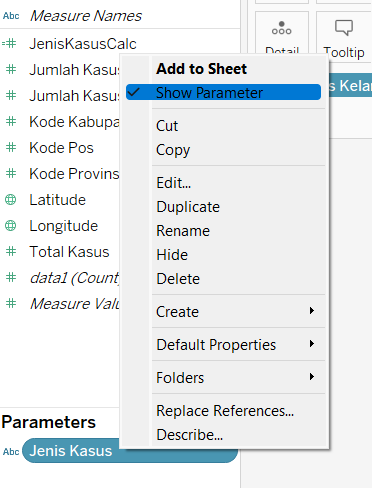 Abc Measure Names
JenisKasusCalc
Jumlah Kasus
Jumlah Kasus
Kode Kabupa
Kode Pos
Kode Provins
Latitude
Longitude
Total Kasus
data1 (Count
Measure Valu
Detail
Tooltip
s Kelar
Add to Sheet
Show Parameter
Cut
Copy
Edit...
Duplicate
Rename
Hide
Delete
Create
Default Properties
Folders
Replace References...
Describe...
Parameters
Abc Jenis Kasus